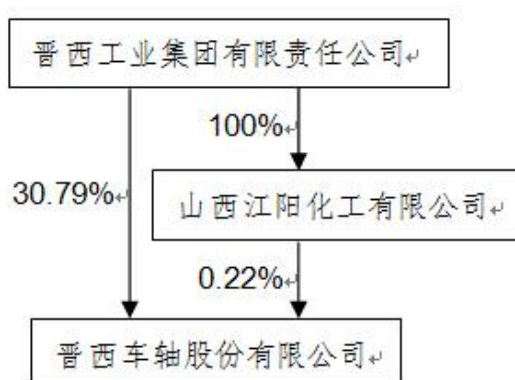 晋西工业集团有限责任公司
100%
30.79%
山西江阳化工有限公司
0.22%
晋西车轴股份有限公司